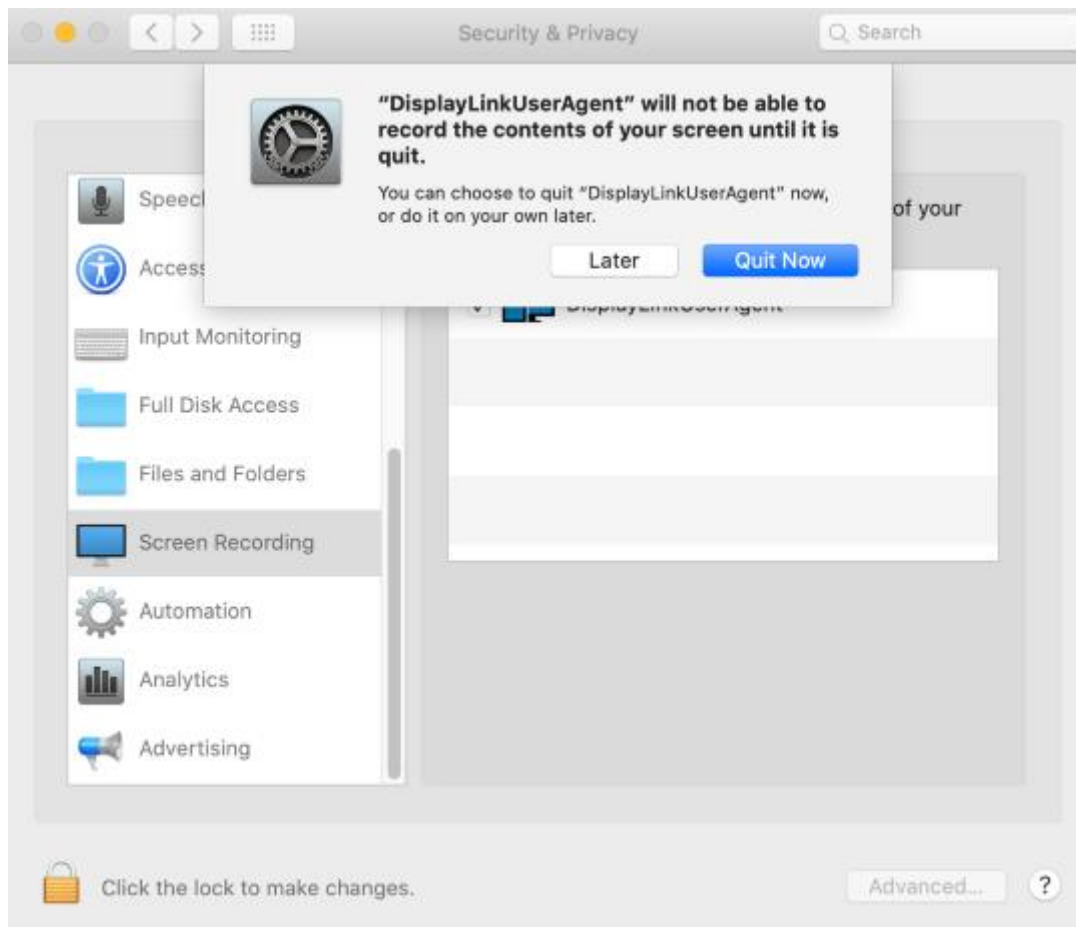 Security & Privacy
Search
“DisplayLinkUserAgent” will not be able to
record the contents of your screen until it is
quit.
You can choose to quit “DisplayLinkUserAgent” now,
or do it on your own later.
of your
Later
Quit Now
DisplayLinkUserAgent
Input Monitoring
Full Disk Access
Files and Folders
Screen Recording
Automation
Analytics
Advertising
Click the lock to make changes.
Advanced...
?